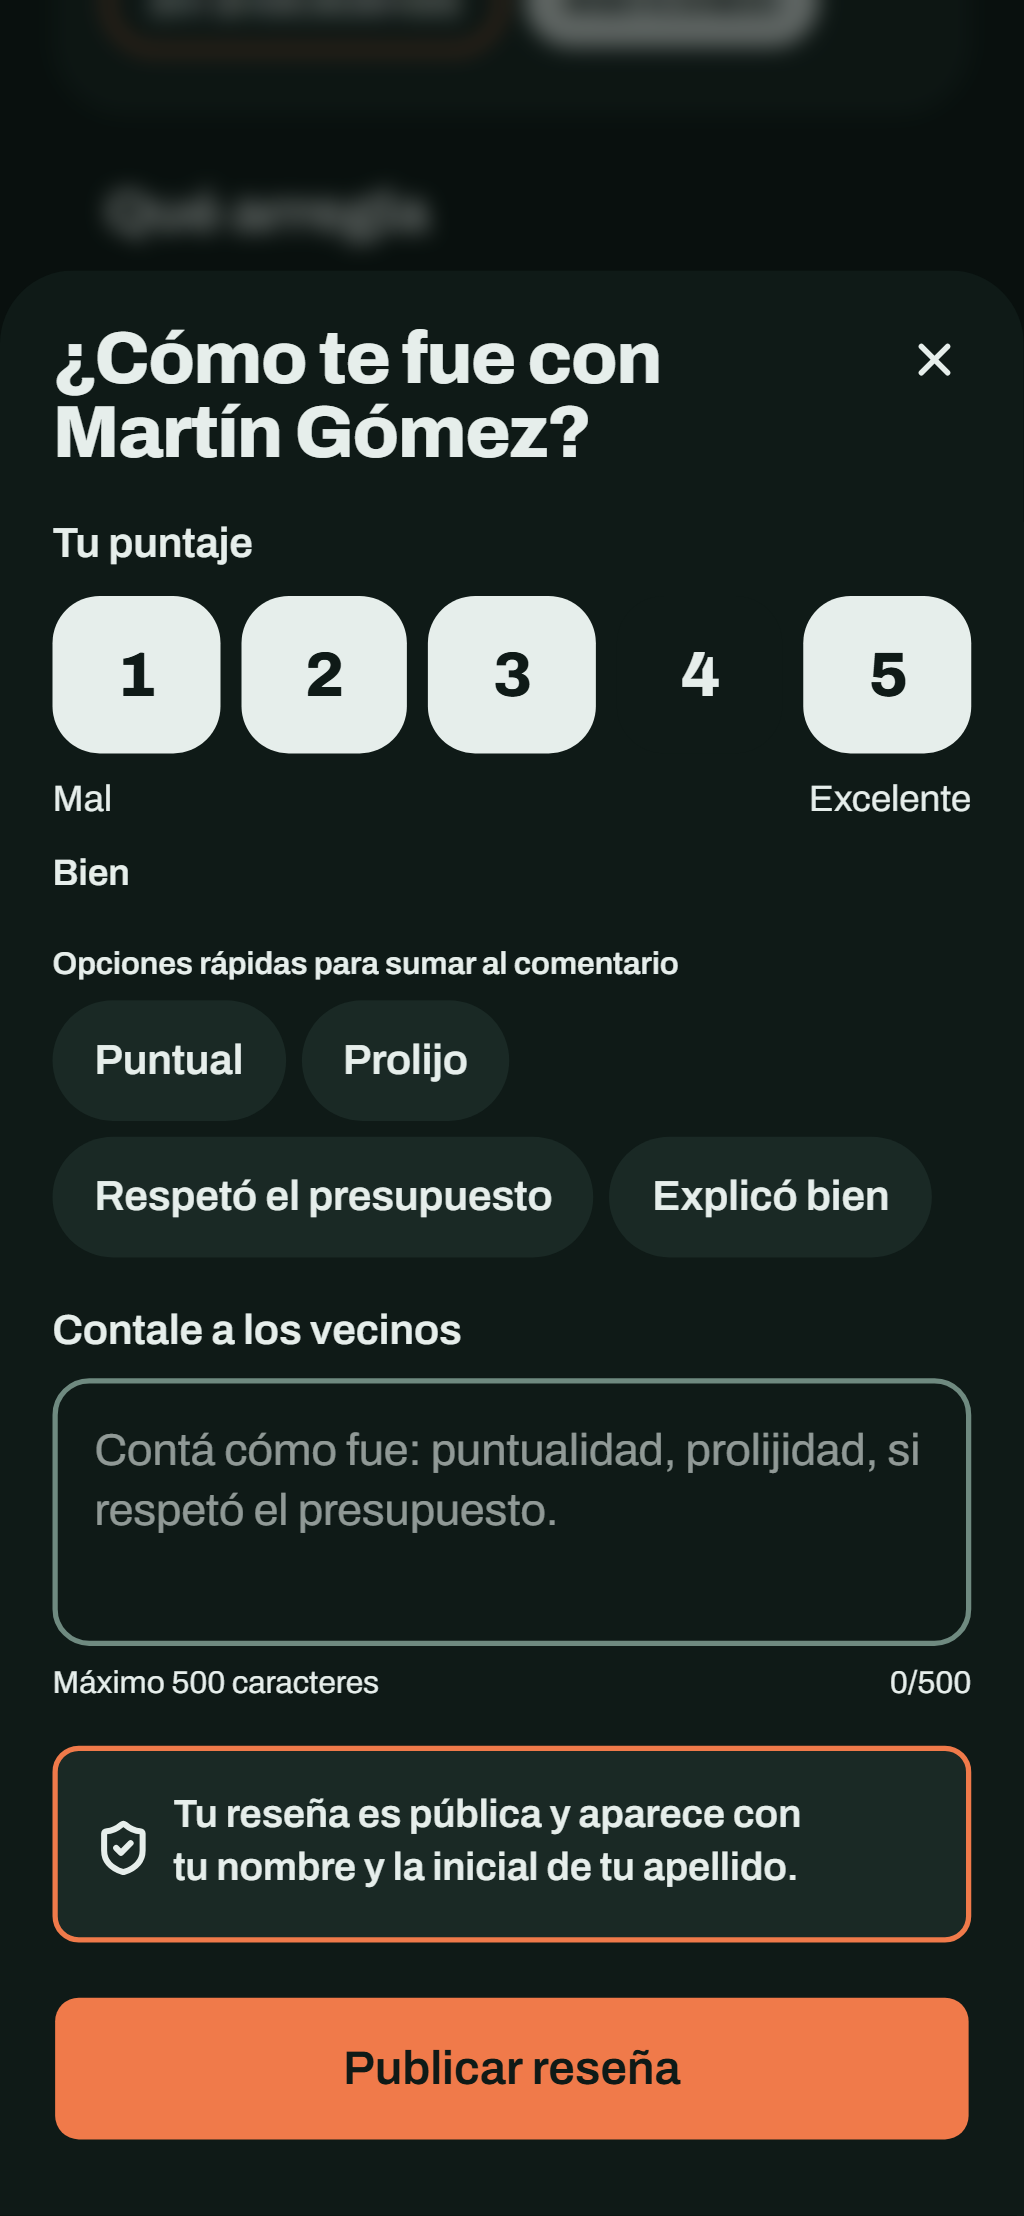 Qué arregla
¿Cómo te fue con
Martín Gómez?
Tu puntaje
1 2 3 4 5
Mal Excelente
Bien
Opciones rápidas para sumar al comentario
Puntual Prolijo
Respetó el presupuesto Explicó bien
Contale a los vecinos
Contá cómo fue: puntualidad, prolijidad, si
respetó el presupuesto.
Máximo 500 caracteres 0/500
Tu reseña es pública y aparece con
tu nombre y la inicial de tu apellido.
Publicar reseña